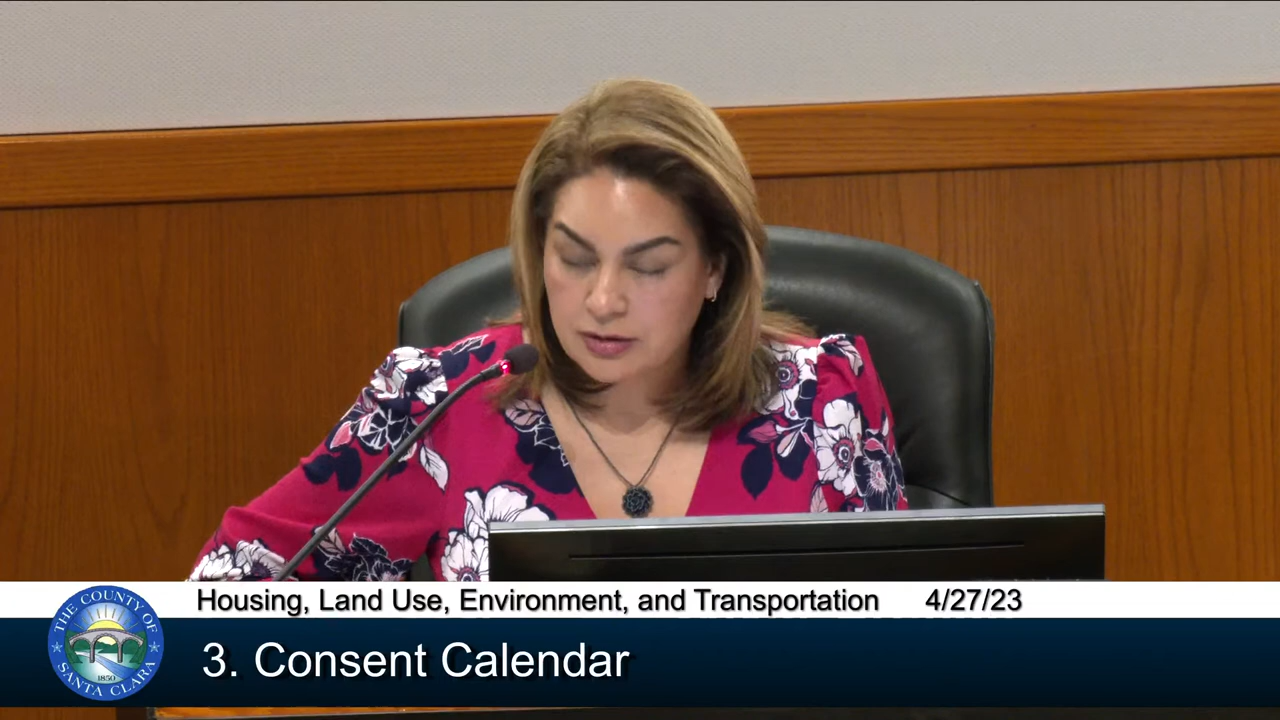 Housing, Land Use, Environment, and Transportation 4/27/23
THE COUNTY OF
SANTA CLARA
1850
3. Consent Calendar